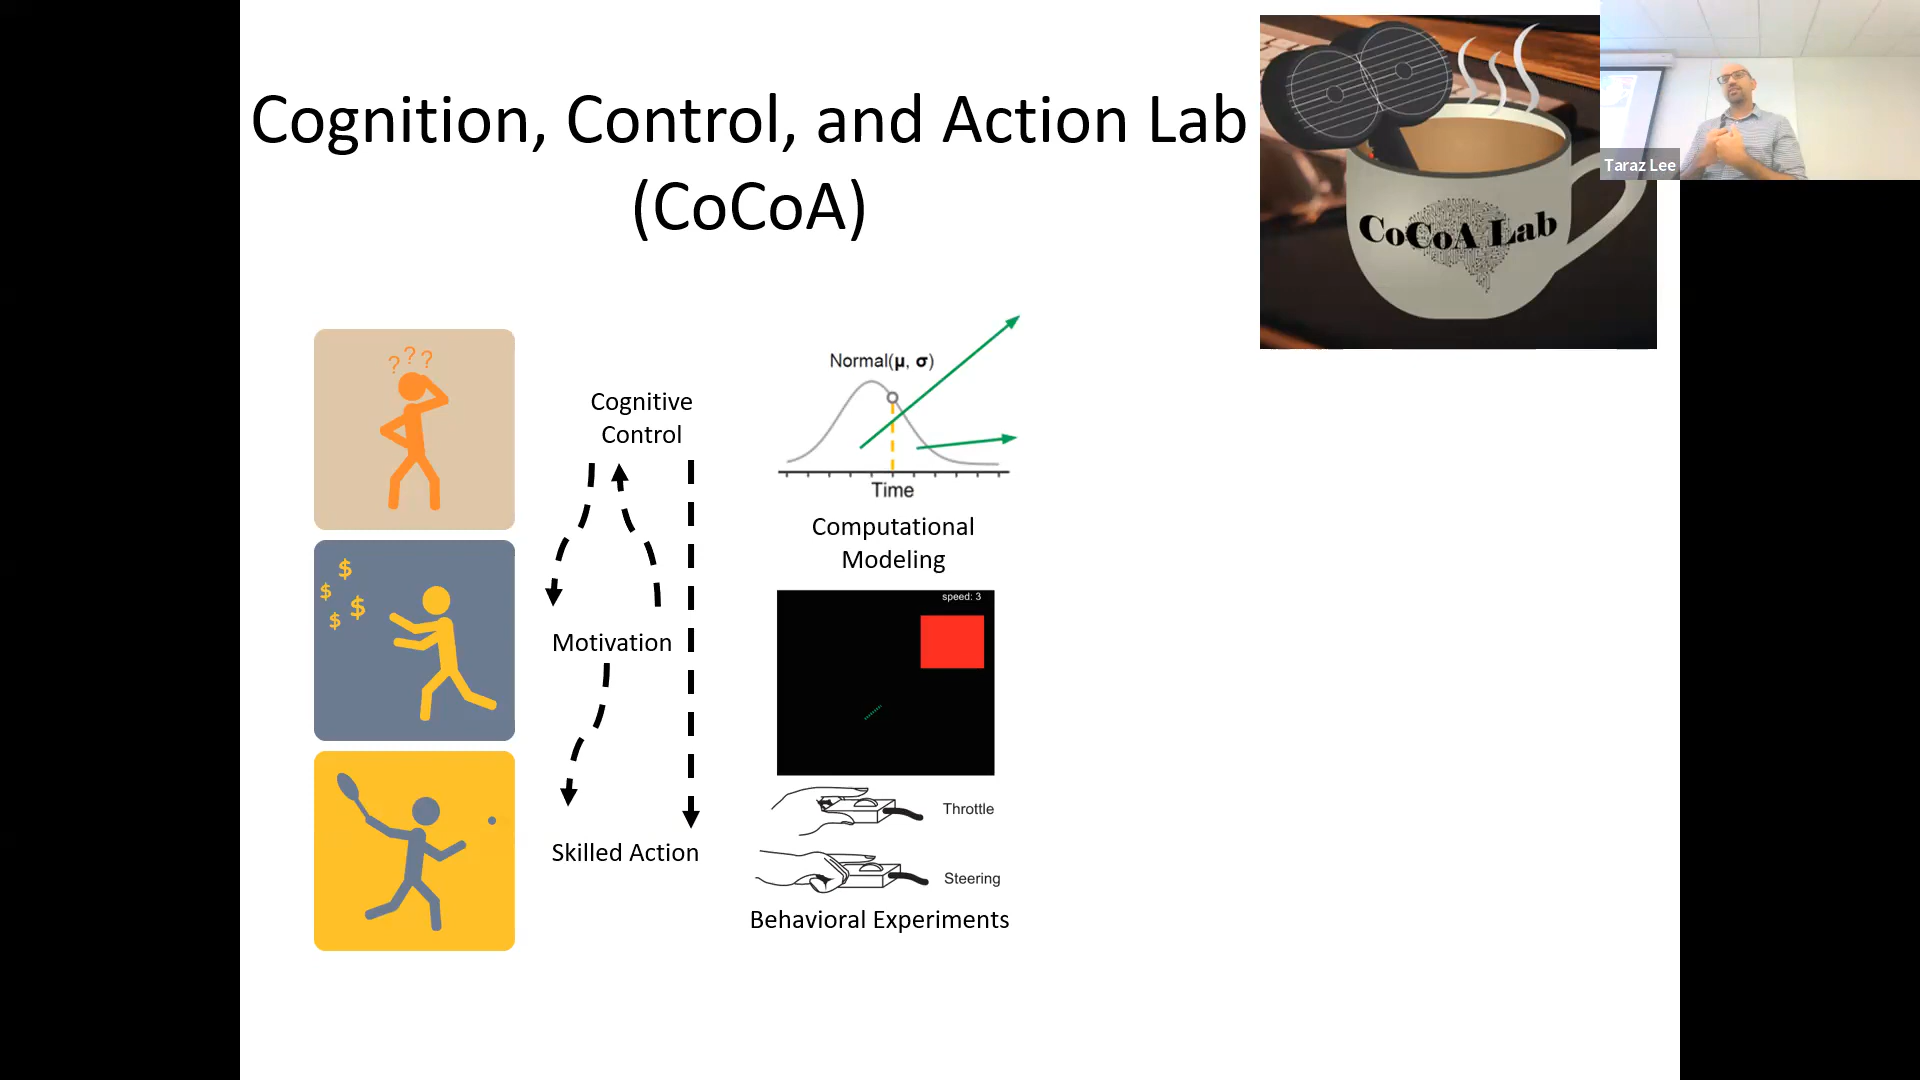 Cognition, Control, and Action Lab
(CoCoA)
CoCoA Lab
Taraz Lee
? ? ?
Cognitive
Control
Normal(μ, σ)
Time
Computational
Modeling
$
$
$
$
Motivation
speed: 3
Throttle
Skilled Action
Steering
Behavioral Experiments